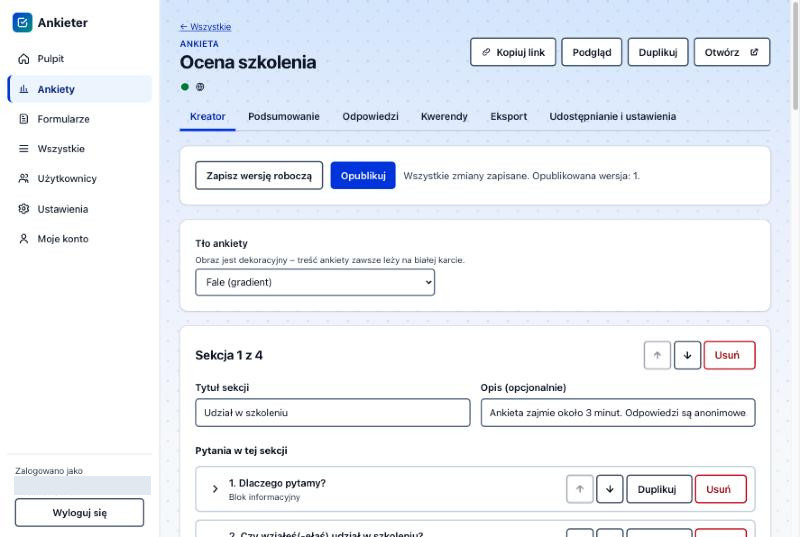 Ankieter
Pulpit
Ankiety
Formularze
Wszystkie
Użytkownicy
Ustawienia
Moje konto
Zalogowano jako
Wyloguj się
← Wszystkie
ANKIETA
Ocena szkolenia
Kopiuj link
Podgląd
Duplikuj
Otwórz
Kreator
Podsumowanie
Odpowiedzi
Kwerendy
Eksport
Udostępnianie i ustawienia
Zapisz wersję roboczą
Opublikuj
Wszystkie zmiany zapisane. Opublikowana wersja: 1.
Tło ankiety
Obraz jest dekoracyjny – treść ankiety zawsze leży na białej karcie.
Fale (gradient)
Sekcja 1 z 4
↑
↓
Usuń
Tytuł sekcji
Opis (opcjonalnie)
Udział w szkoleniu
Ankieta zajmie około 3 minut. Odpowiedzi są anonimowe
Pytania w tej sekcji
1. Dlaczego pytamy?
Blok informacyjny
↑
↓
Duplikuj
Usuń
2. Czy wziąłeś(-ęłaś) udział w szkoleniu?